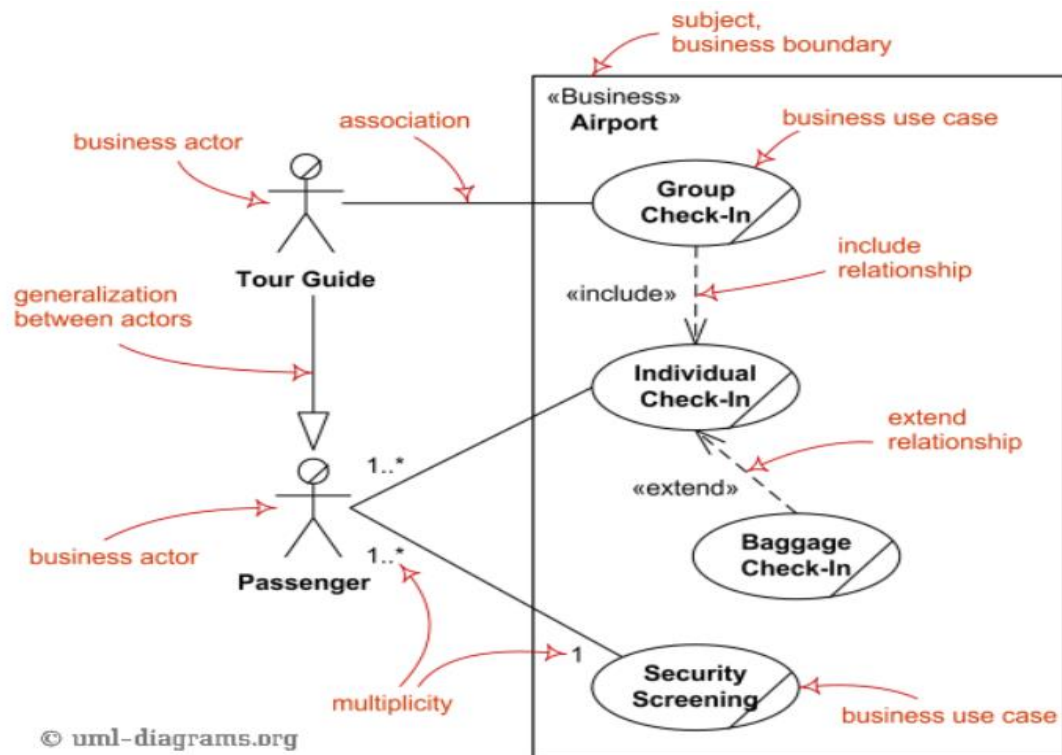 subject,
business boundary
«Business»
Airport
association
business use case
business actor
Group
Check-In
Tour Guide
include
relationship
«include»
generalization
between actors
Individual
Check-In
extend
relationship
1..*
«extend»
business actor
1..*
Passenger
Baggage
Check-In
1
multiplicity
Security
Screening
business use case
© uml-diagrams.org